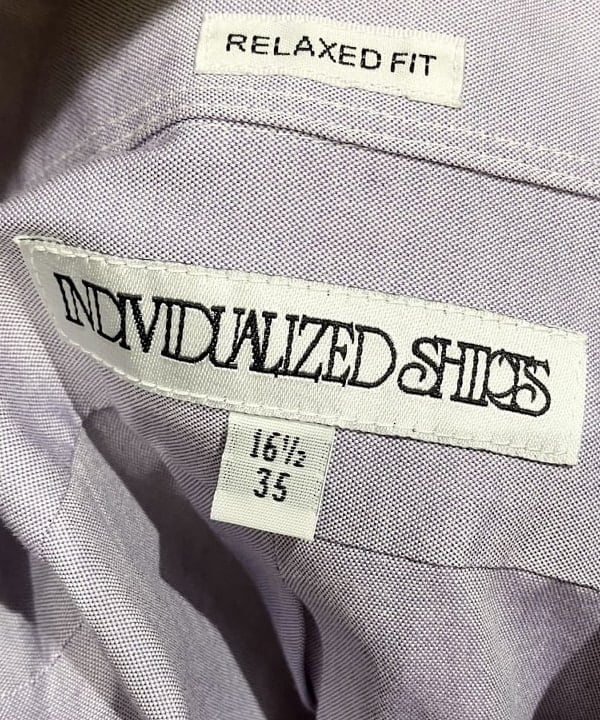 RELAXED FIT
INDIVIDUALIZED SHIRTS
16½
35